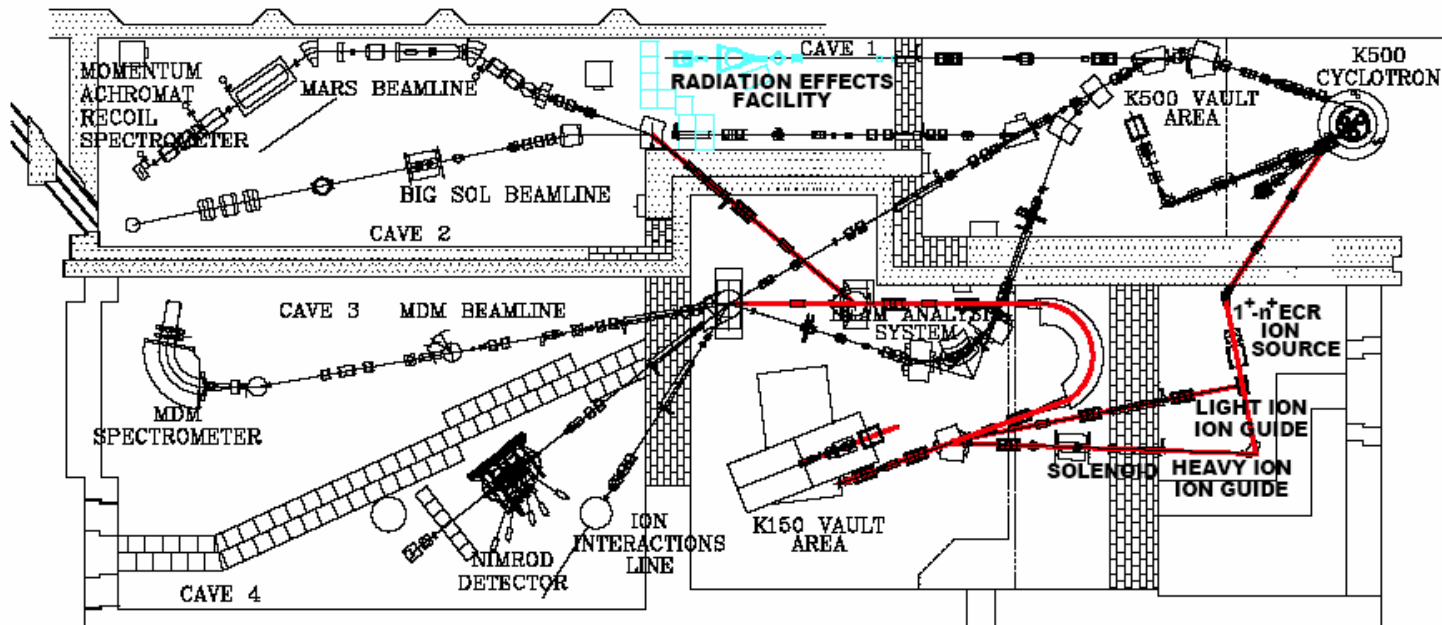 CAVE 1
K500
CYCLOTRON
MOMENTUM
ACHROMAT
RECOIL
SPECTROMETER
MARS BEAMLINE
RADIATION EFFECTS
FACILITY
K500 VAULT
AREA
BIG SOL BEAMLINE
CAVE 2
CAVE 3
MDM BEAMLINE
BEAM ANALYSIS
SYSTEM
1+-n+ ECR
ION
SOURCE
MDM
SPECTROMETER
LIGHT ION
ION GUIDE
SOLENOID
HEAVY ION
ION GUIDE
K150 VAULT
AREA
ION
INTERACTIONS
LINE
NIMROD
DETECTOR
CAVE 4